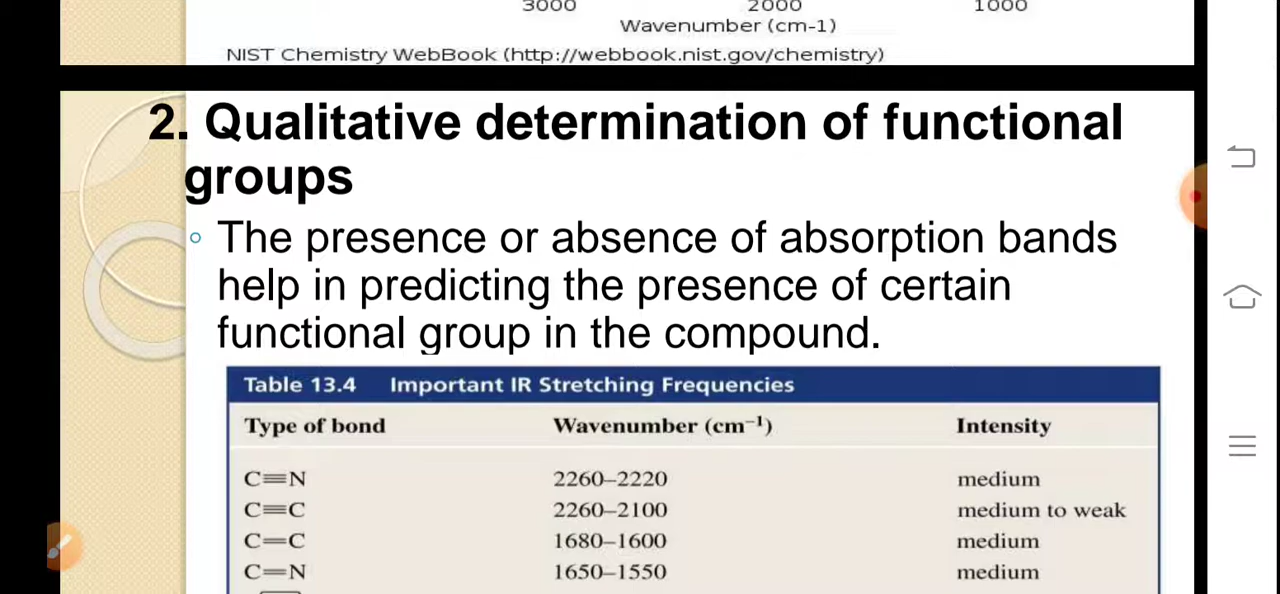 3000 2000 1000
Wavenumber (cm-1)
NIST Chemistry WebBook (http://webbook.nist.gov/chemistry)
2. Qualitative determination of functional
groups
◦ The presence or absence of absorption bands
help in predicting the presence of certain
functional group in the compound.
Table 13.4 Important IR Stretching Frequencies
Type of bond Wavenumber (cm⁻¹) Intensity
C≡N 2260–2220 medium
C≡C 2260–2100 medium to weak
C=C 1680–1600 medium
C=N 1650–1550 medium